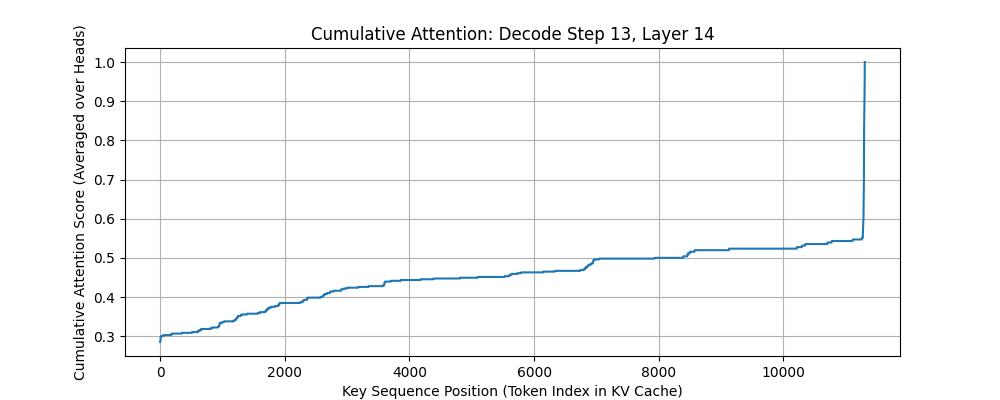 Cumulative Attention: Decode Step 13, Layer 14
Cumulative Attention Score (Averaged over Heads)
1.0
0.9
0.8
0.7
0.6
0.5
0.4
0.3
0 2000 4000 6000 8000 10000
Key Sequence Position (Token Index in KV Cache)